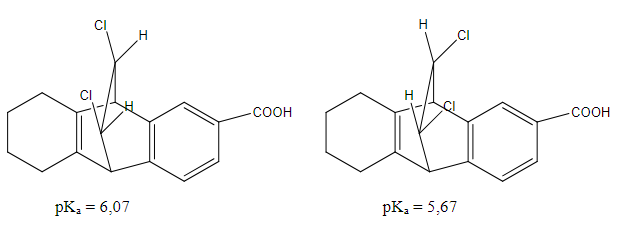 Cl H
H Cl
Cl H
COOH
H Cl
COOH
pKa = 6,07
pKa = 5,67